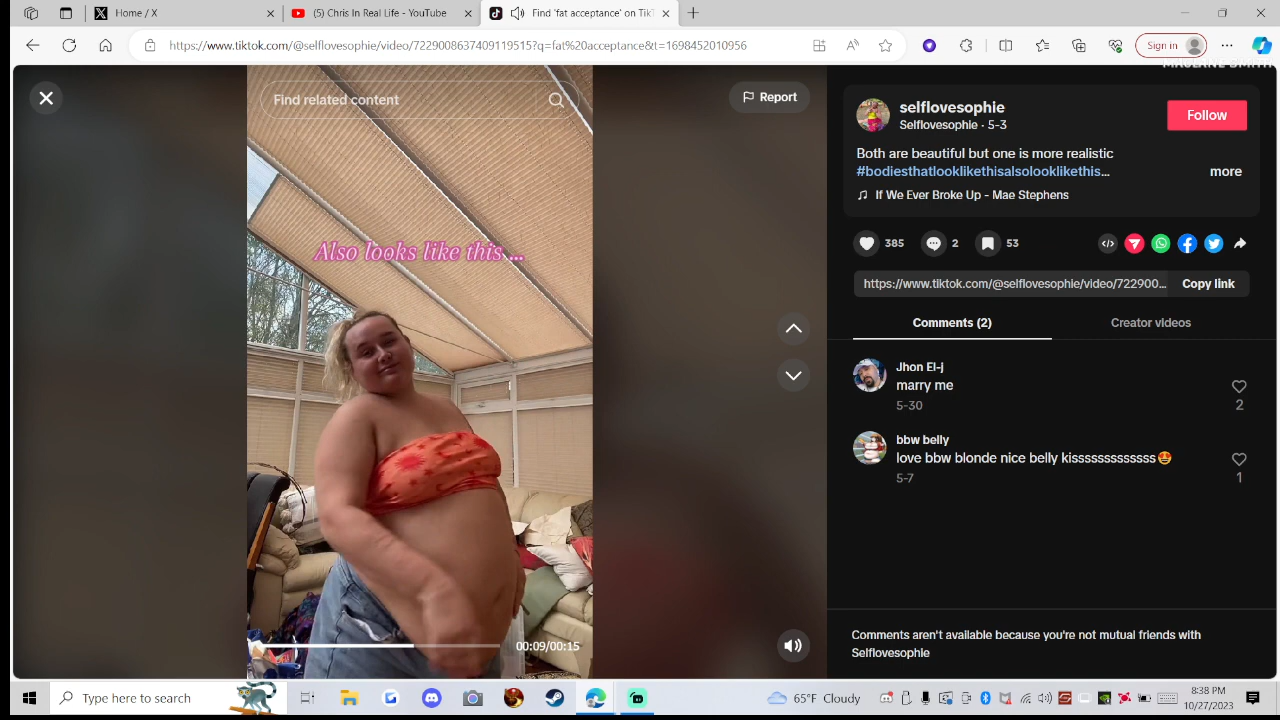 Home / X
(5) Chris In Real Life - YouTube
Find 'fat acceptance' on TikT
https://www.tiktok.com/@selflovesophie/video/7229008637409119515?q=fat%20acceptance&t=1698452010956
Sign in
Find related content
Report
Also looks like this ...
00:09/00:15
selflovesophie
Selflovesophie · 5-3
Follow
Both are beautiful but one is more realistic
#bodiesthatlooklikethisalsolooklikethis...
more
If We Ever Broke Up - Mae Stephens
385
2
53
https://www.tiktok.com/@selflovesophie/video/722900...
Copy link
Comments (2)
Creator videos
Jhon El-j
marry me
5-30
2
bbw belly
love bbw blonde nice belly kissssssssssss🤩
5-7
1
Comments aren't available because you're not mutual friends with
Selflovesophie
Type here to search
65°F Cloudy
8:38 PM
10/27/2023